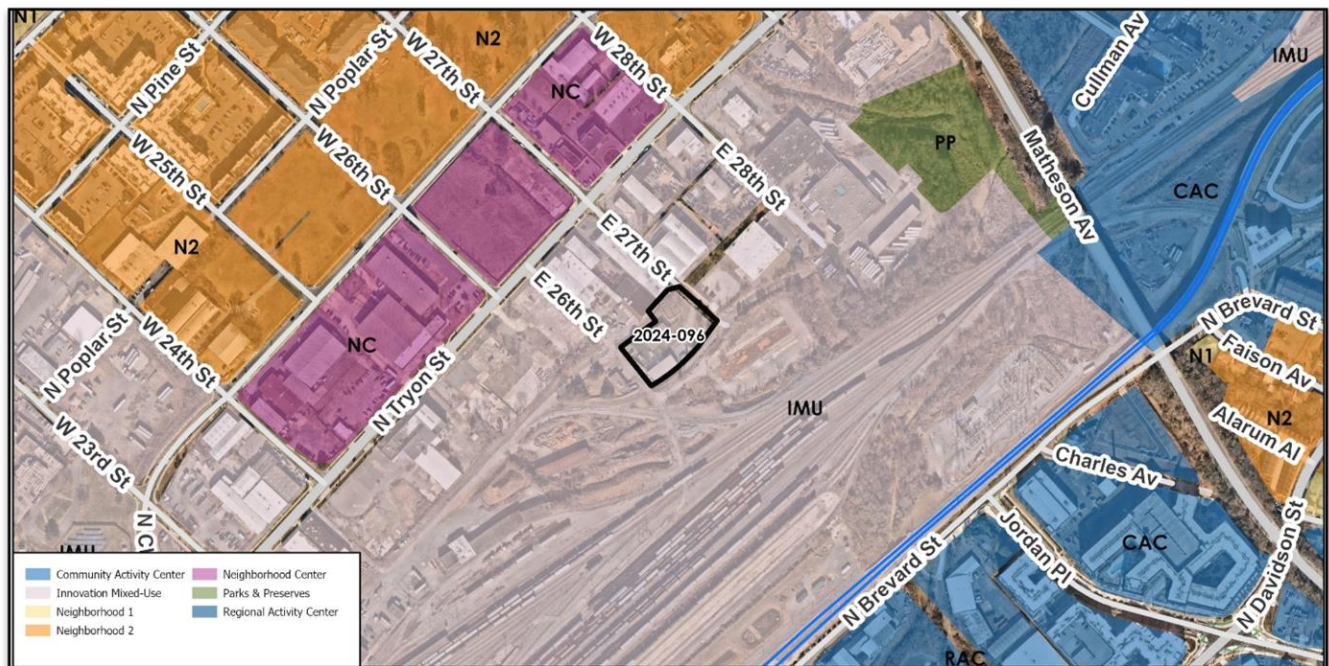 N1
N Pine St
N Poplar St
W 27th St
N2
W 28th St
NC
Cullman Av
IMU
W 25th St
W 26th St
E 28th St
PP
Matheson Av
CAC
N2
E 27th St
E 26th St
2024-096
N Brevard St
N Poplar St
W 24th St
NC
N Tryon St
IMU
N1
Faison Av
N2
Alarum Al
W 23rd St
Charles Av
Jordan Pl
CAC
N Davidson St
N Brevard St
RAC
Community Activity Center
Innovation Mixed-Use
Neighborhood 1
Neighborhood 2
Neighborhood Center
Parks & Preserves
Regional Activity Center